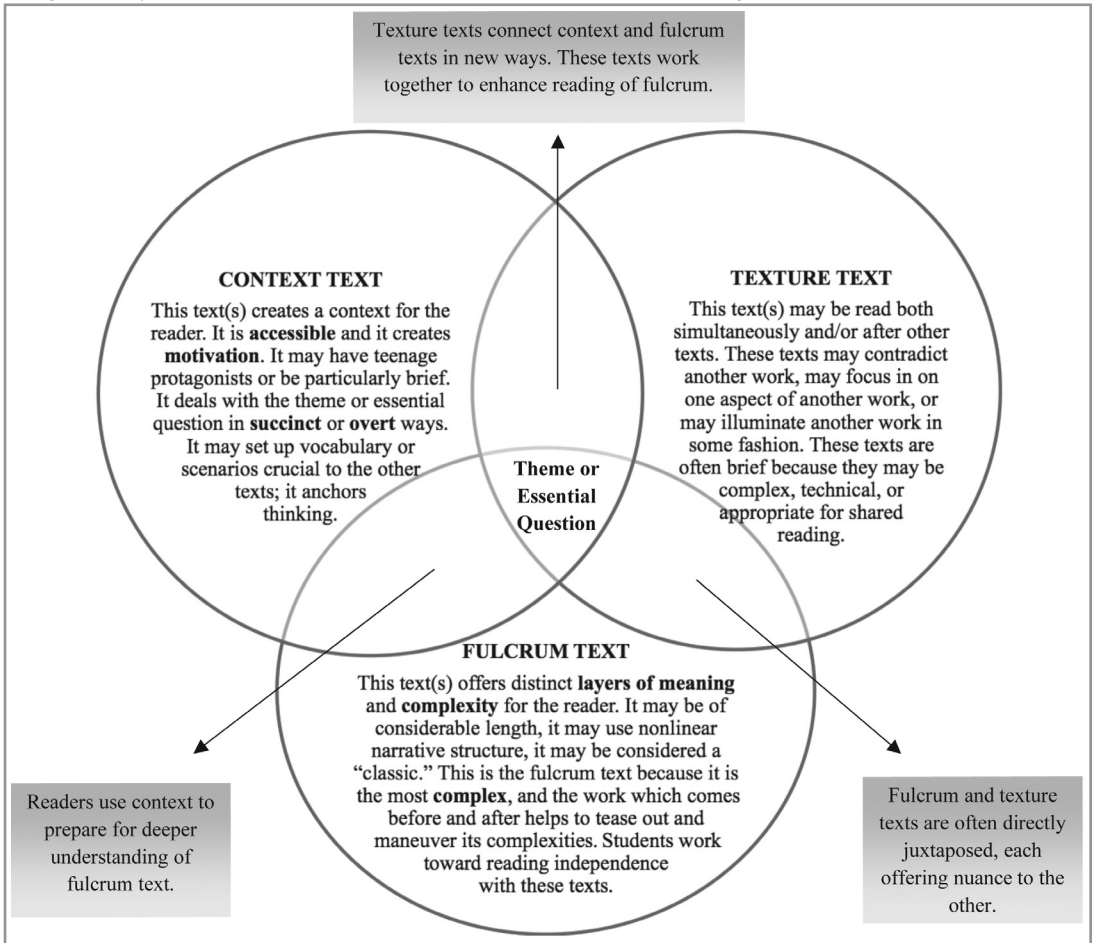 Texture texts connect context and fulcrum
texts in new ways. These texts work
together to enhance reading of fulcrum.
CONTEXT TEXT
This text(s) creates a context for the
reader. It is accessible and it creates
motivation. It may have teenage
protagonists or be particularly brief.
It deals with the theme or essential
question in succinct or overt ways.
It may set up vocabulary or
scenarios crucial to the other
texts; it anchors
thinking.
TEXTURE TEXT
This text(s) may be read both
simultaneously and/or after other
texts. These texts may contradict
another work, may focus in on
one aspect of another work, or
may illuminate another work in
some fashion. These texts are
often brief because they may be
complex, technical, or
appropriate for shared
reading.
Theme or
Essential
Question
FULCRUM TEXT
This text(s) offers distinct layers of meaning
and complexity for the reader. It may be of
considerable length, it may use nonlinear
narrative structure, it may be considered a
“classic.” This is the fulcrum text because it is
the most complex, and the work which comes
before and after helps to tease out and
maneuver its complexities. Students work
toward reading independence
with these texts.
Readers use context to
prepare for deeper
understanding of
fulcrum text.
Fulcrum and texture
texts are often directly
juxtaposed, each
offering nuance to the
other.